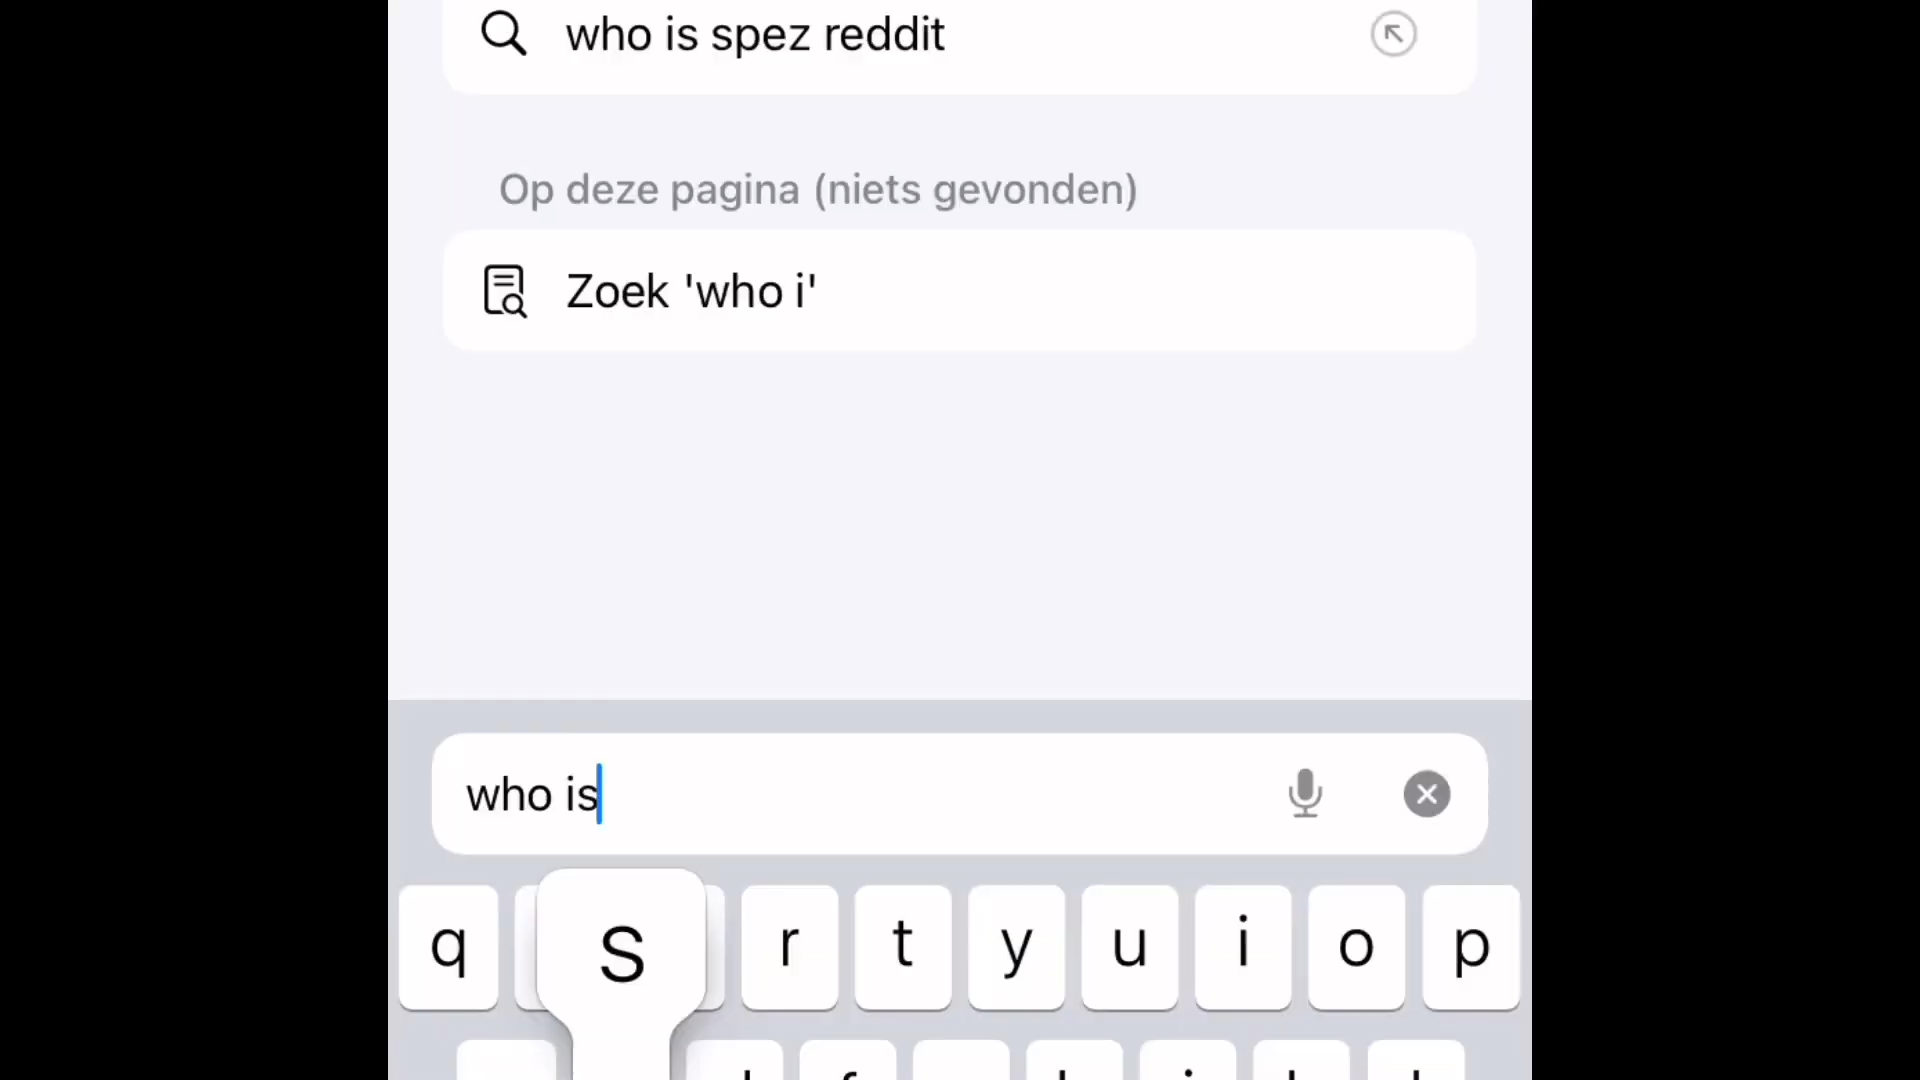 who is spez reddit
Op deze pagina (niets gevonden)
Zoek 'who i'
who is
q s r t y u i o p